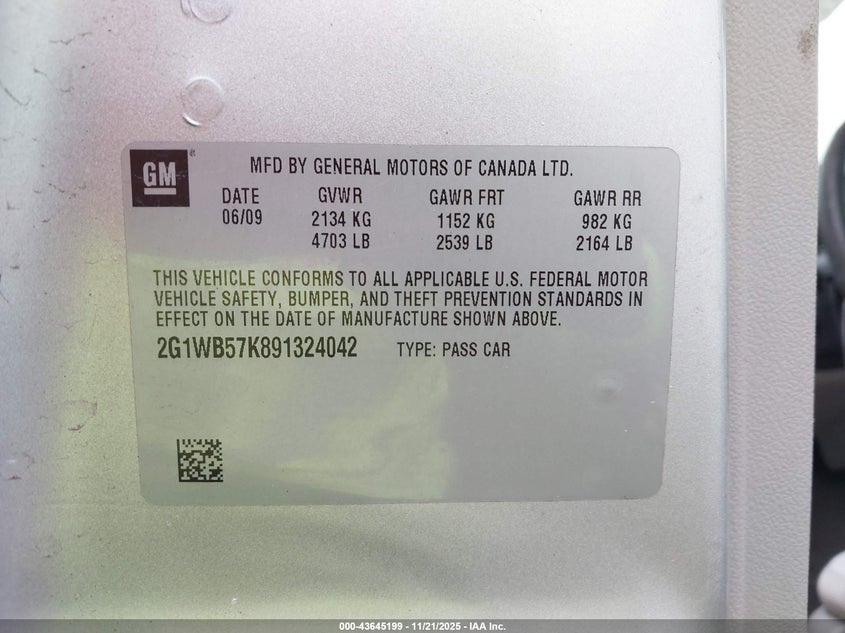 GM
MFD BY GENERAL MOTORS OF CANADA LTD.
DATE GVWR GAWR FRT GAWR RR
06/09 2134 KG 1152 KG 982 KG
4703 LB 2539 LB 2164 LB
THIS VEHICLE CONFORMS TO ALL APPLICABLE U.S. FEDERAL MOTOR
VEHICLE SAFETY, BUMPER, AND THEFT PREVENTION STANDARDS IN
EFFECT ON THE DATE OF MANUFACTURE SHOWN ABOVE.
2G1WB57K891324042 TYPE: PASS CAR
000-43645199 - 11/21/2025 - IAA Inc.